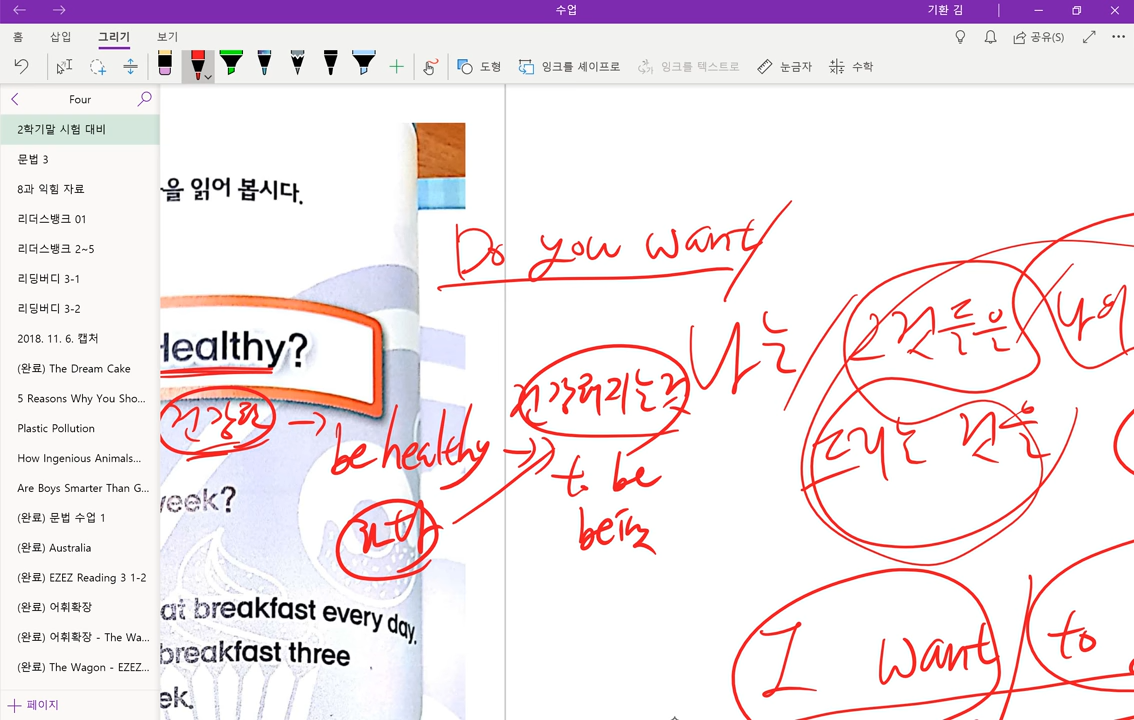 수업
기환 김
홈 삽입 그리기 보기
공유(S)
도형 잉크를 셰이프로 잉크를 텍스트로 눈금자 수학
Four
2학기말 시험 대비
문법 3
8과 익힘 자료
리더스뱅크 01
리더스뱅크 2~5
리딩버디 3-1
리딩버디 3-2
2018. 11. 6. 캡처
(완료) The Dream Cake
5 Reasons Why You Sho...
Plastic Pollution
How Ingenious Animals...
Are Boys Smarter Than G...
(완료) 문법 수업 1
(완료) Australia
(완료) EZEZ Reading 3 1-2
(완료) 어휘확장
(완료) 어휘확장 - The Wa...
(완료) The Wagon - EZEZ...
페이지
을 읽어 봅시다.
Healthy?
week?
at breakfast every day.
breakfast three
ek.
Do you want
나는
그것들은
드리는 것을
건강한
be healthy
건강해지는것
to be
being
I want to